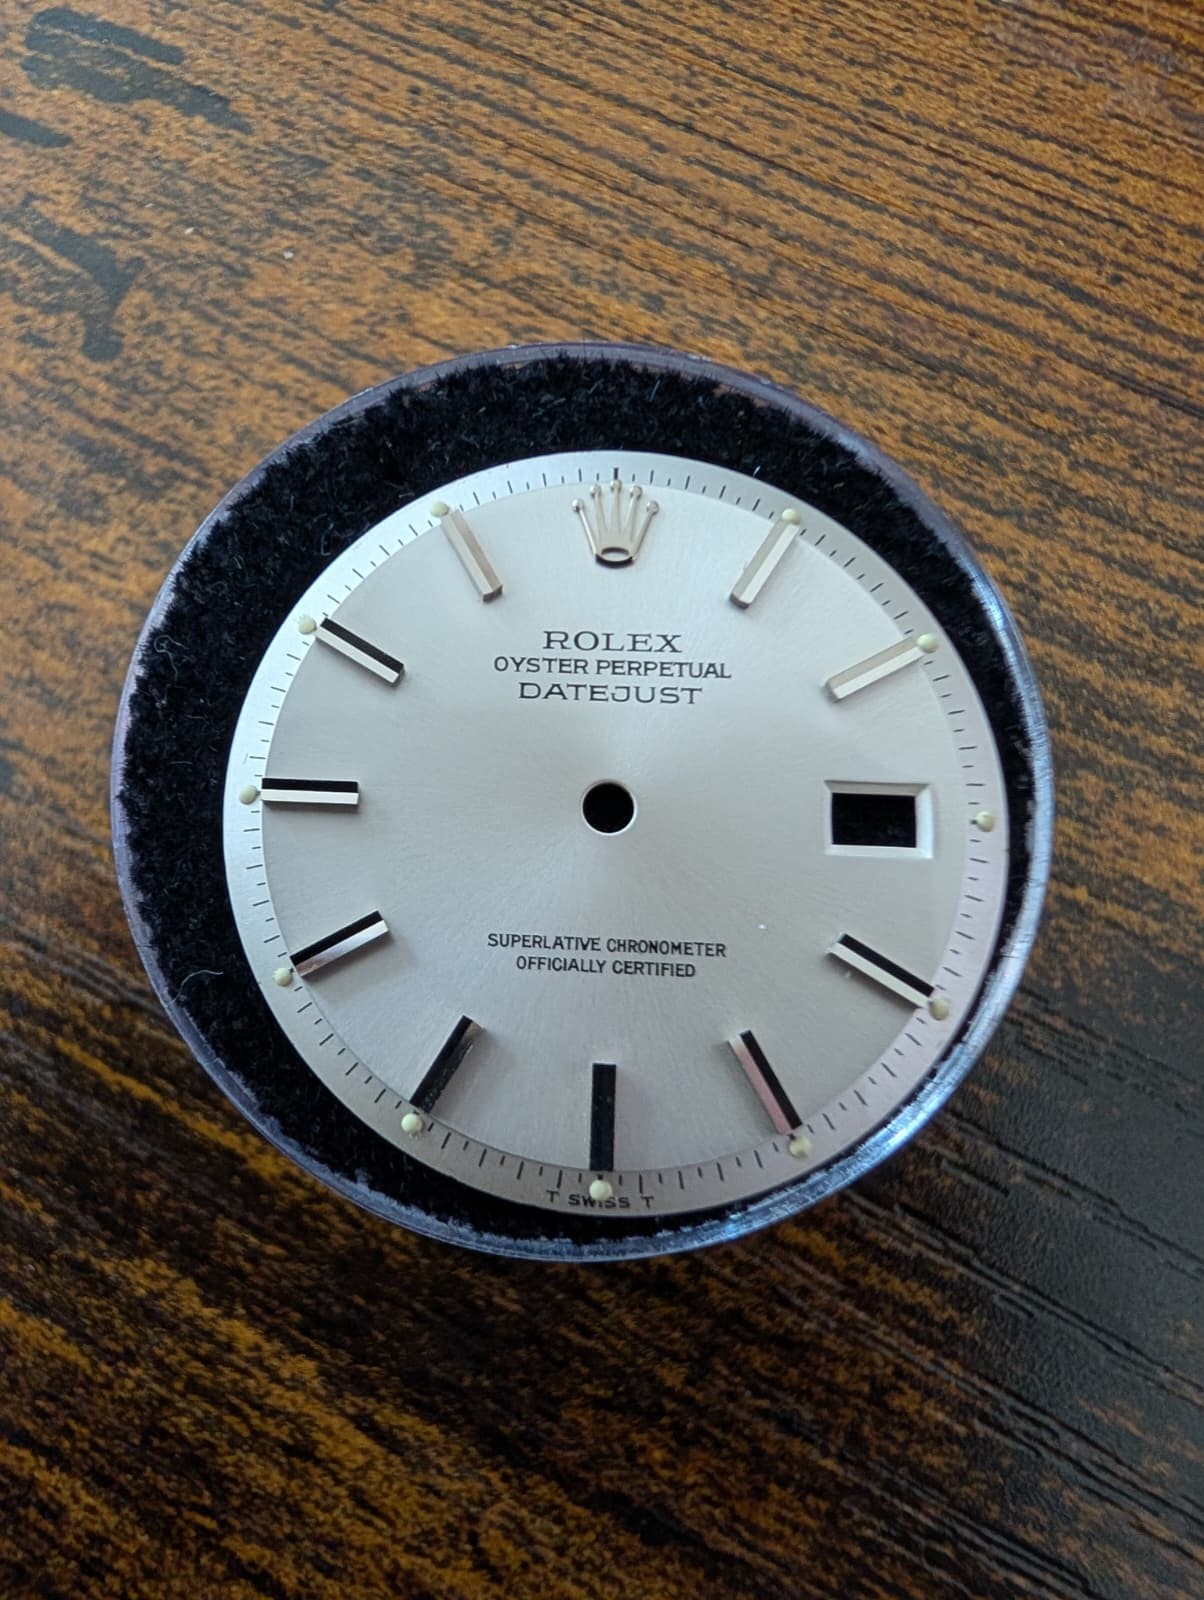 ROLEX
OYSTER PERPETUAL
DATEJUST
SUPERLATIVE CHRONOMETER
OFFICIALLY CERTIFIED
T SWISS T